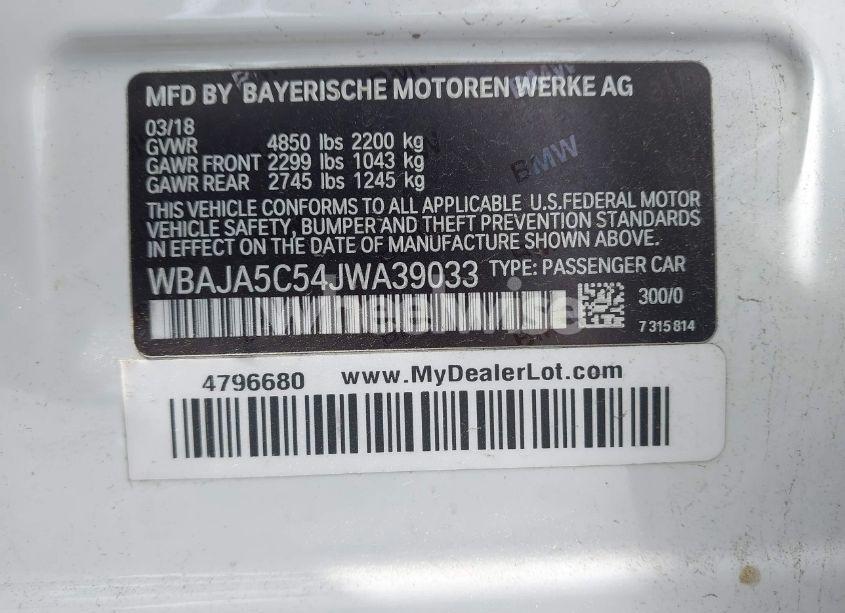 MFD BY BAYERISCHE MOTOREN WERKE AG
03/18
GVWR 4850 lbs 2200 kg
GAWR FRONT 2299 lbs 1043 kg
GAWR REAR 2745 lbs 1245 kg
THIS VEHICLE CONFORMS TO ALL APPLICABLE U.S.FEDERAL MOTOR
VEHICLE SAFETY, BUMPER AND THEFT PREVENTION STANDARDS
IN EFFECT ON THE DATE OF MANUFACTURE SHOWN ABOVE.
WBAJA5C54JWA39033 TYPE: PASSENGER CAR
300/0
7 315 814
BMW
wheelwise
4796680 www.MyDealerLot.com